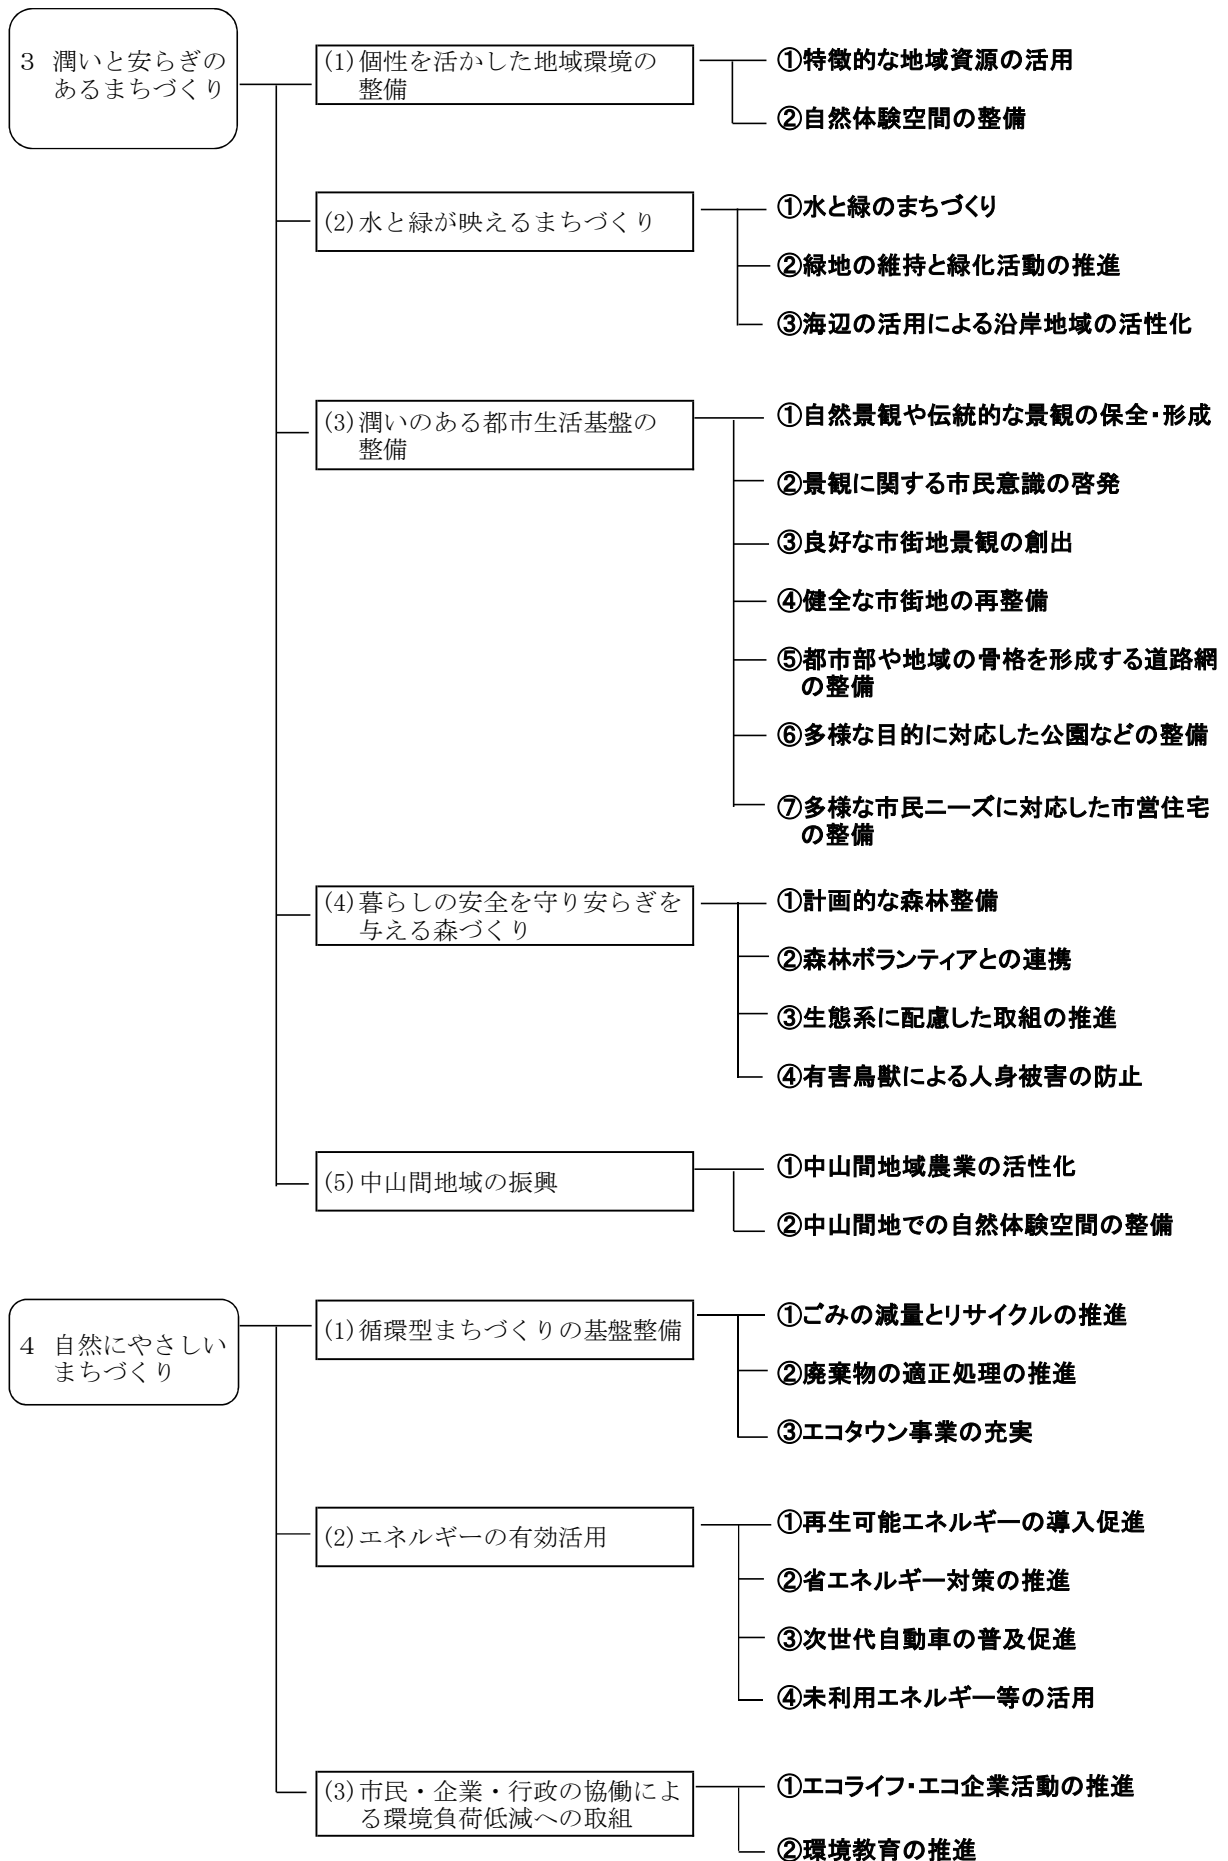 3 潤いと安らぎの
あるまちづくり
(1)個性を活かした地域環境の
整備
①特徴的な地域資源の活用
②自然体験空間の整備
(2)水と緑が映えるまちづくり
①水と緑のまちづくり
②緑地の維持と緑化活動の推進
③海辺の活用による沿岸地域の活性化
(3)潤いのある都市生活基盤の
整備
①自然景観や伝統的な景観の保全・形成
②景観に関する市民意識の啓発
③良好な市街地景観の創出
④健全な市街地の再整備
⑤都市部や地域の骨格を形成する道路網
の整備
⑥多様な目的に対応した公園などの整備
⑦多様な市民ニーズに対応した市営住宅
の整備
(4)暮らしの安全を守り安らぎを
与える森づくり
①計画的な森林整備
②森林ボランティアとの連携
③生態系に配慮した取組の推進
④有害鳥獣による人身被害の防止
(5)中山間地域の振興
①中山間地域農業の活性化
②中山間地での自然体験空間の整備
4 自然にやさしい
まちづくり
(1)循環型まちづくりの基盤整備
①ごみの減量とリサイクルの推進
②廃棄物の適正処理の推進
③エコタウン事業の充実
(2)エネルギーの有効活用
①再生可能エネルギーの導入促進
②省エネルギー対策の推進
③次世代自動車の普及促進
④未利用エネルギー等の活用
(3)市民・企業・行政の協働によ
る環境負荷低減への取組
①エコライフ・エコ企業活動の推進
②環境教育の推進